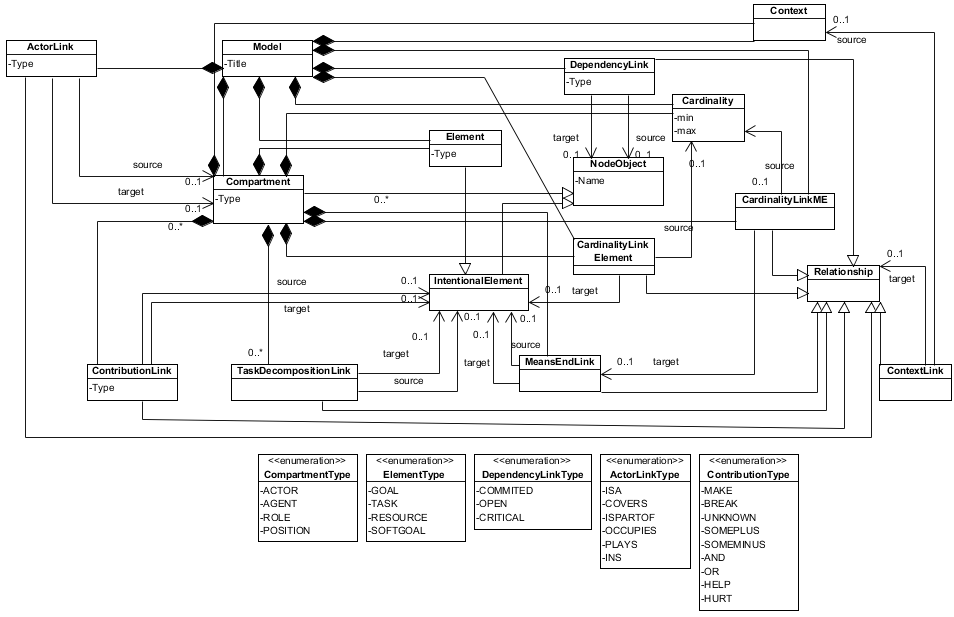 Context
0..1
source
ActorLink
-Type
Model
-Title
DependencyLink
-Type
Cardinality
-min
-max
target
source
0..1
0..1
0..1
Element
-Type
NodeObject
-Name
source
0..1
source
0..1
target
0..1
Compartment
-Type
0..*
0..*
CardinalityLinkME
source
CardinalityLink
Element
0..1
Relationship
target
source
0..1
IntentionalElement
0..1
target
0..1
target
0..1
0..1
0..1
0..1
source
0..*
target
target
MeansEndLink
0..1
target
ContributionLink
-Type
TaskDecompositionLink
source
ContextLink
<<enumeration>>
CompartmentType
-ACTOR
-AGENT
-ROLE
-POSITION
<<enumeration>>
ElementType
-GOAL
-TASK
-RESOURCE
-SOFTGOAL
<<enumeration>>
DependencyLinkType
-COMMITED
-OPEN
-CRITICAL
<<enumeration>>
ActorLinkType
-ISA
-COVERS
-ISPARTOF
-OCCUPIES
-PLAYS
-INS
<<enumeration>>
ContributionType
-MAKE
-BREAK
-UNKNOWN
-SOMEPLUS
-SOMEMINUS
-AND
-OR
-HELP
-HURT